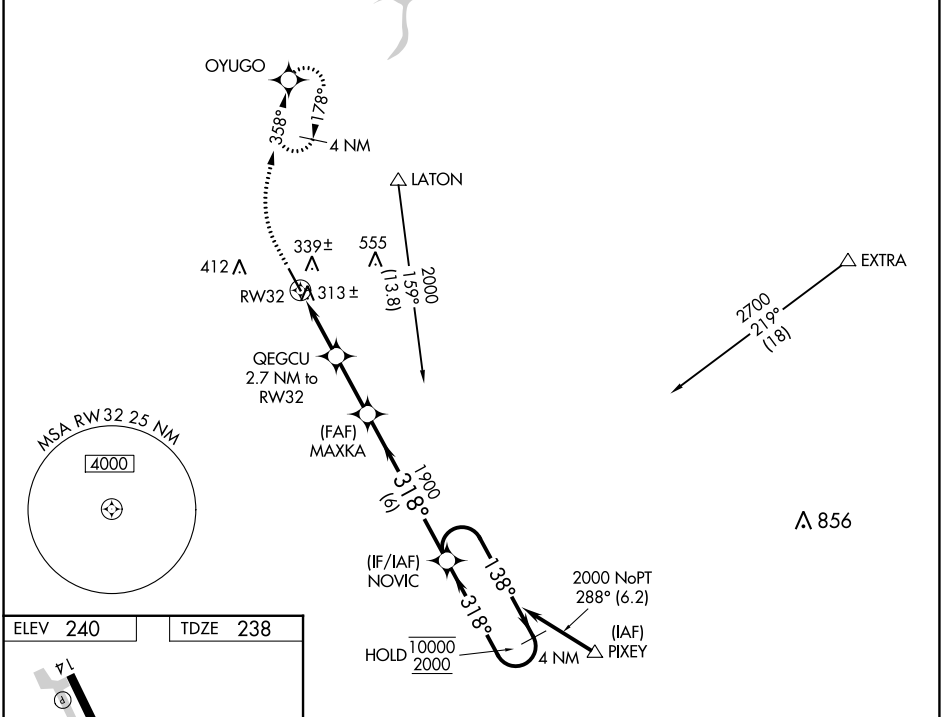 OYUGO
358°
178°
4 NM
LATON
2000
159°
(13.8)
555
339±
412
RW32
313±
EXTRA
2700
219°
(18)
QEGCU
2.7 NM to
RW32
(FAF)
MAXKA
1900
318°
(6)
MSA RW 32 25 NM
4000
856
(IF/IAF)
NOVIC
138°
318°
2000 NoPT
288° (6.2)
(IAF)
PIXEY
4 NM
HOLD 10000
2000
ELEV 240
TDZE 238
14
P